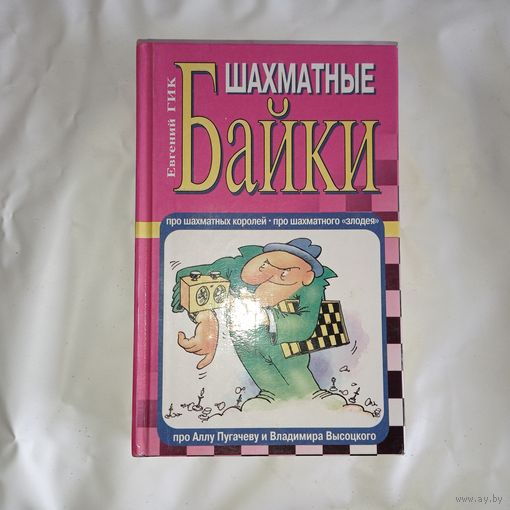 Евгений ГИК
ШАХМАТНЫЕ
Байки
про шахматных королей • про шахматного «злодея»
про Аллу Пугачеву и Владимира Высоцкого
www.ay.by